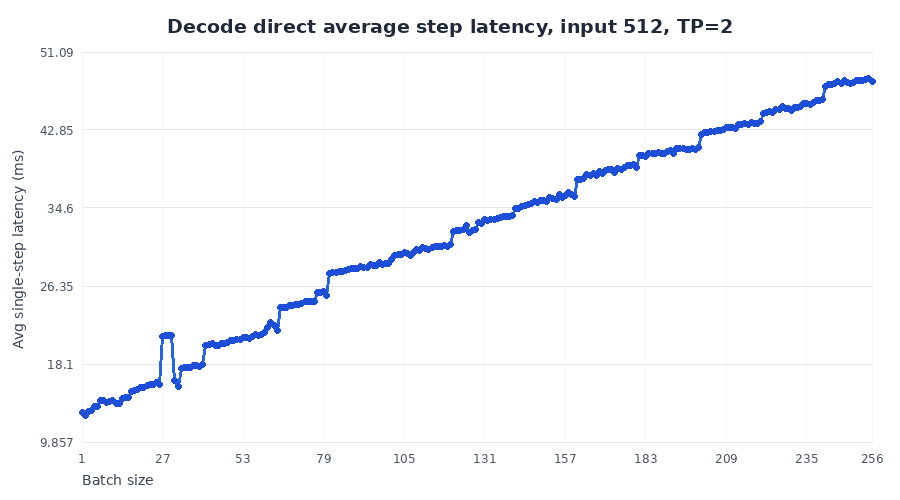 Decode direct average step latency, input 512, TP=2
51.09
42.85
34.6
26.35
18.1
9.857
Avg single-step latency (ms)
1 27 53 79 105 131 157 183 209 235 256
Batch size